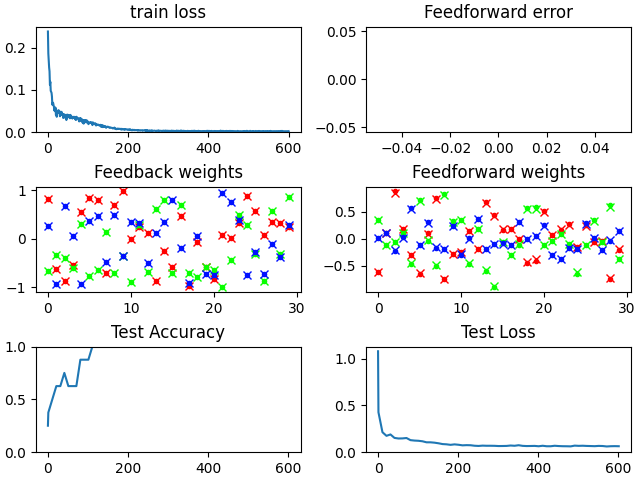 train loss
0.2
0.1
0.0
0 200 400 600
Feedforward error
0.05
0.00
−0.05
−0.04 −0.02 0.00 0.02 0.04
Feedback weights
1
0
−1
0 10 20 30
Feedforward weights
0.5
0.0
−0.5
0 10 20 30
Test Accuracy
1.0
0.5
0.0
0 200 400 600
Test Loss
1.0
0.5
0.0
0 200 400 600